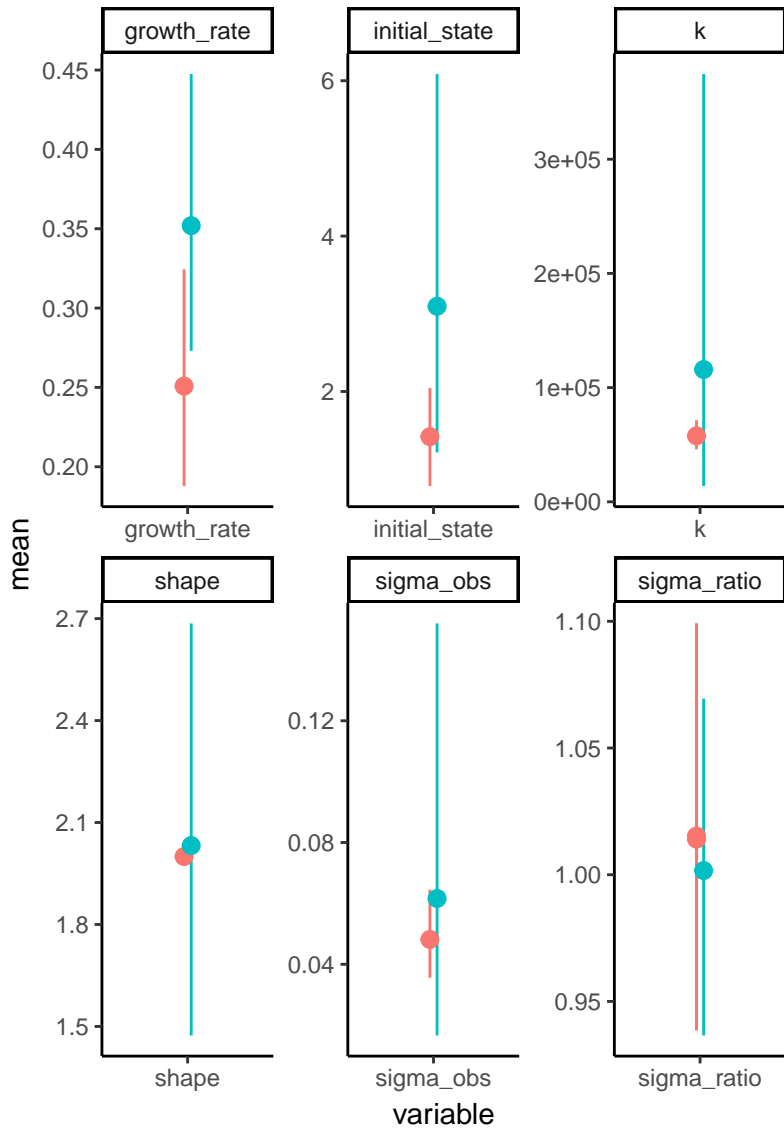 growth_rate initial_state k
0.45
0.40
0.35
0.30
0.25
0.20
6
4
2
3e+05
2e+05
1e+05
0e+00
growth_rate initial_state k
mean
shape sigma_obs sigma_ratio
2.7
2.4
2.1
1.8
1.5
0.12
0.08
0.04
1.10
1.05
1.00
0.95
shape sigma_obs sigma_ratio
variable